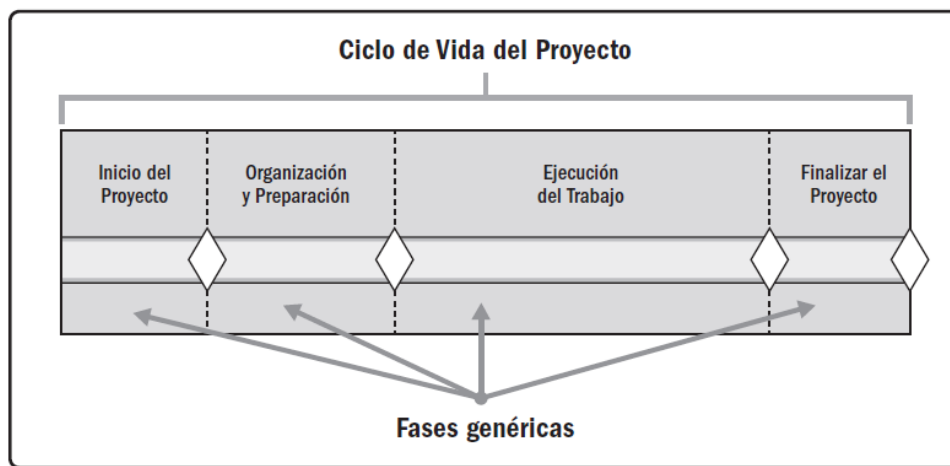 Ciclo de Vida del Proyecto
Inicio del
Proyecto
Organización
y Preparación
Ejecución
del Trabajo
Finalizar el
Proyecto
Fases genéricas